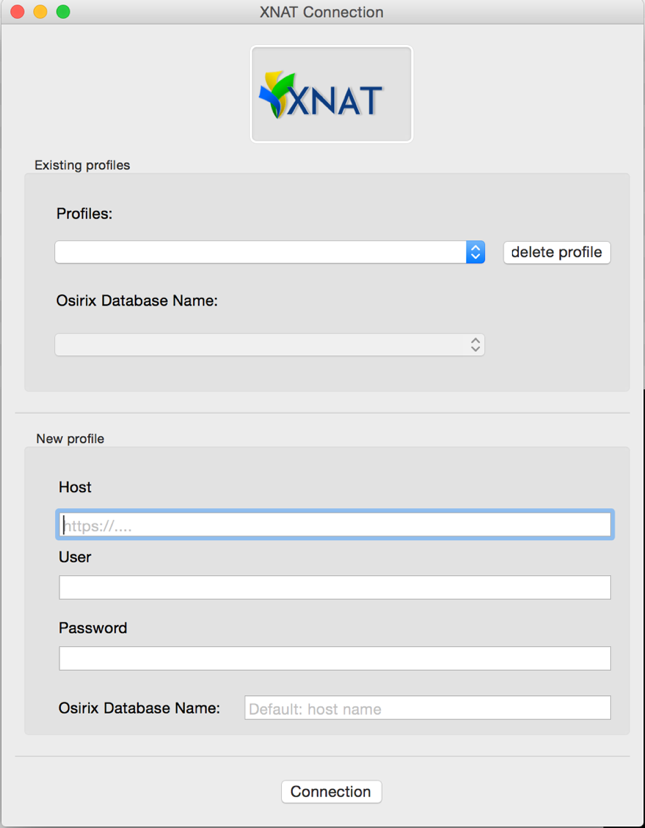 XNAT Connection
XNAT
Existing profiles
Profiles:
delete profile
Osirix Database Name:
New profile
Host
https://....
User
Password
Osirix Database Name: Default: host name
Connection